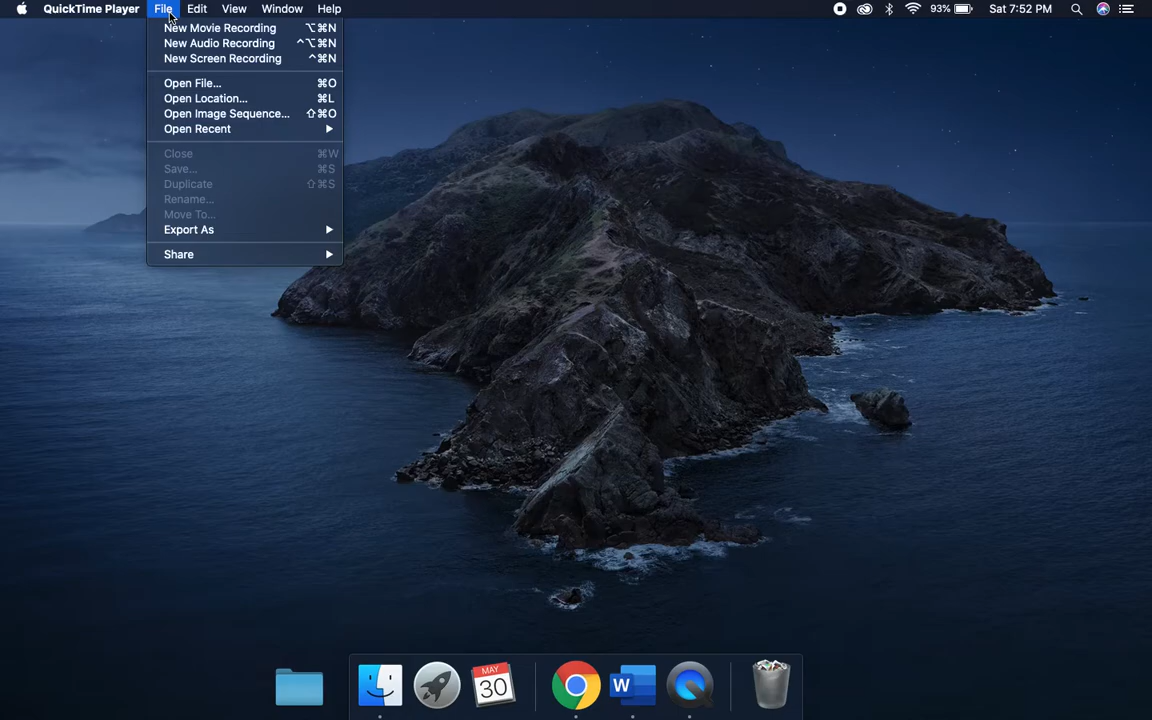 QuickTime Player File Edit View Window Help 93% Sat 7:52 PM
New Movie Recording ⌥⌘N
New Audio Recording ^⌥⌘N
New Screen Recording ^⌘N
Open File... ⌘O
Open Location... ⌘L
Open Image Sequence... ⇧⌘O
Open Recent ▶
Close ⌘W
Save... ⌘S
Duplicate ⇧⌘S
Rename...
Move To...
Export As ▶
Share ▶
MAY
30
W